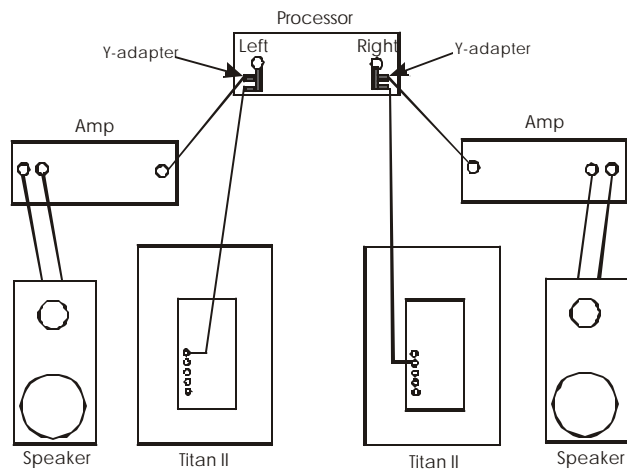 Processor
Left
Right
Y-adapter
Y-adapter
Amp
Amp
Speaker
Titan II
Titan II
Speaker